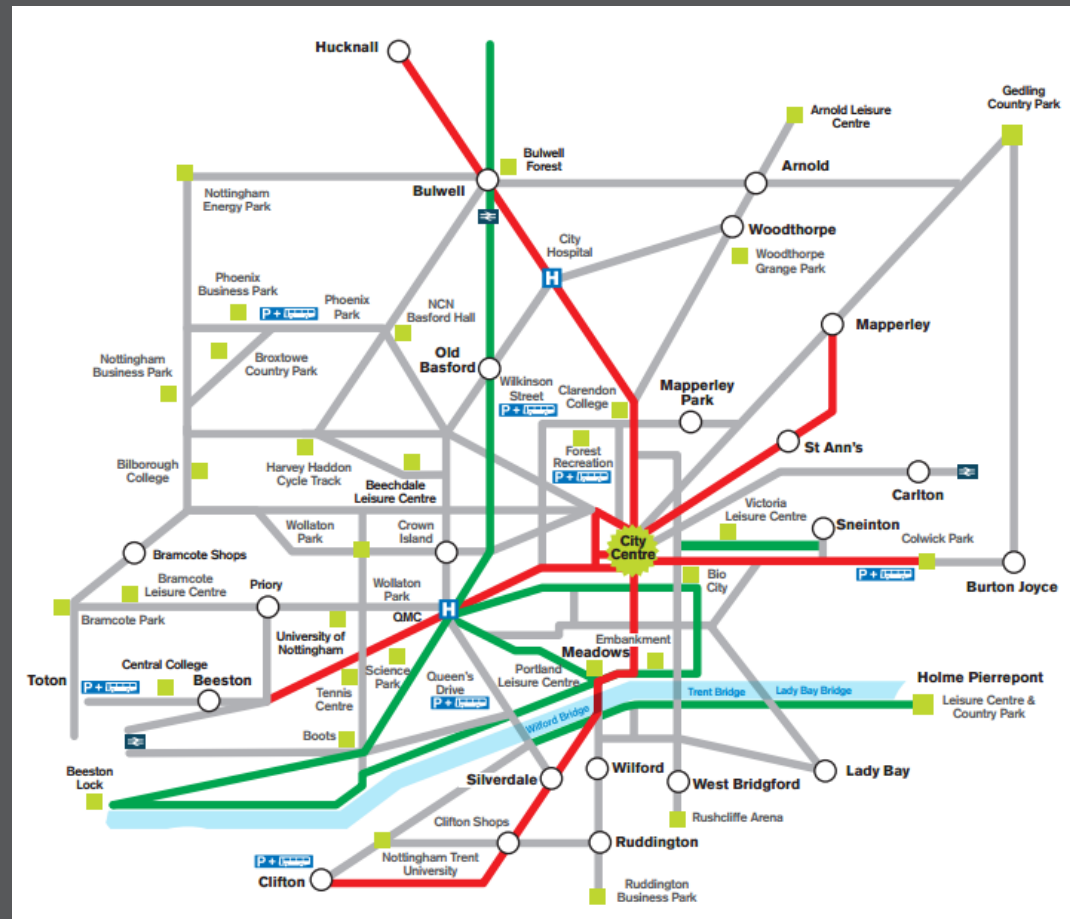 Hucknall
Gedling
Country Park
Arnold Leisure
Centre
Bulwell
Forest
Arnold
Bulwell
Nottingham
Energy Park
Woodthorpe
City
Hospital
H
Woodthorpe
Grange Park
Phoenix
Business Park
P +
Phoenix
Park
NCN
Basford Hall
Mapperley
Old
Basford
Nottingham
Business Park
Broxtowe
Country Park
Wilkinson
Street
P +
Clarendon
College
Mapperley
Park
St Ann's
Forest
Recreation
P +
Bilborough
College
Harvey Haddon
Cycle Track
Beechdale
Leisure Centre
Carlton
Victoria
Leisure Centre
Sneinton
Wollaton
Park
Crown
Island
City
Centre
Colwick Park
P +
Bramcote Shops
Burton Joyce
Bramcote
Leisure Centre
Priory
Wollaton
Park
QMC
H
Bio
City
Bramcote Park
University of
Nottingham
Embankment
Meadows
Toton
Central College
P +
Beeston
Science
Park
Tennis
Centre
Queen's
Drive
P +
Portland
Leisure Centre
Trent Bridge
Lady Bay Bridge
Holme Pierrepont
Leisure Centre &
Country Park
Wilford Bridge
Boots
Beeston
Lock
Silverdale
Wilford
West Bridgford
Lady Bay
Rushcliffe Arena
Clifton Shops
Ruddington
P +
Clifton
Nottingham Trent
University
Ruddington
Business Park